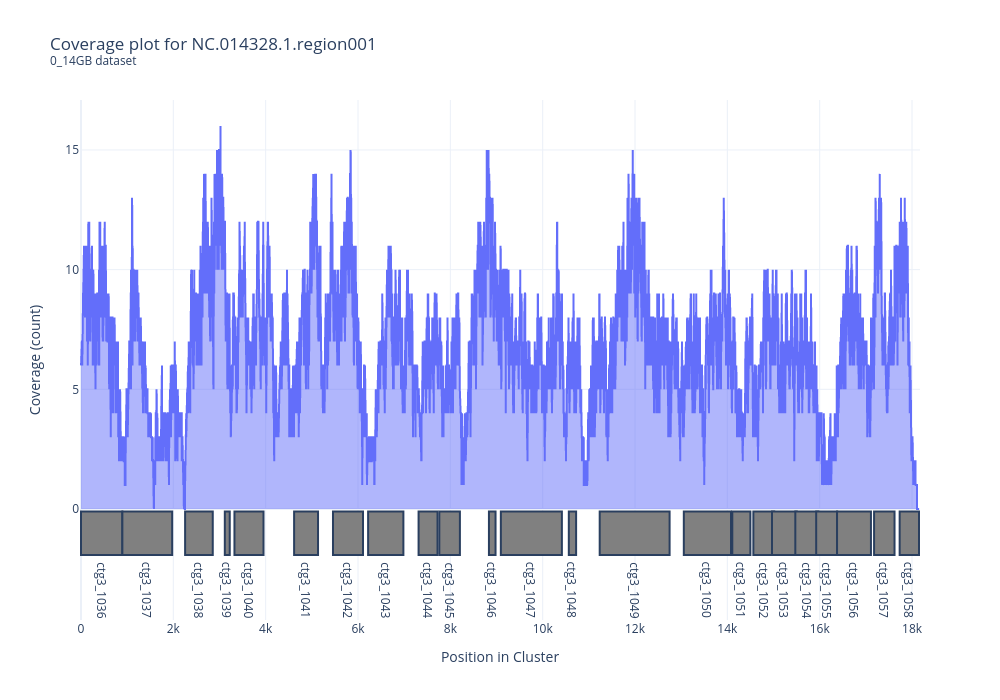 Coverage plot for NC.014328.1.region001
0_14GB dataset
15
10
5
0
Coverage (count)
ctg3_1036
ctg3_1037
ctg3_1038
ctg3_1039
ctg3_1040
ctg3_1041
ctg3_1042
ctg3_1043
ctg3_1044
ctg3_1045
ctg3_1046
ctg3_1047
ctg3_1048
ctg3_1049
ctg3_1050
ctg3_1051
ctg3_1052
ctg3_1053
ctg3_1054
ctg3_1055
ctg3_1056
ctg3_1057
ctg3_1058
0 2k 4k 6k 8k 10k 12k 14k 16k 18k
Position in Cluster